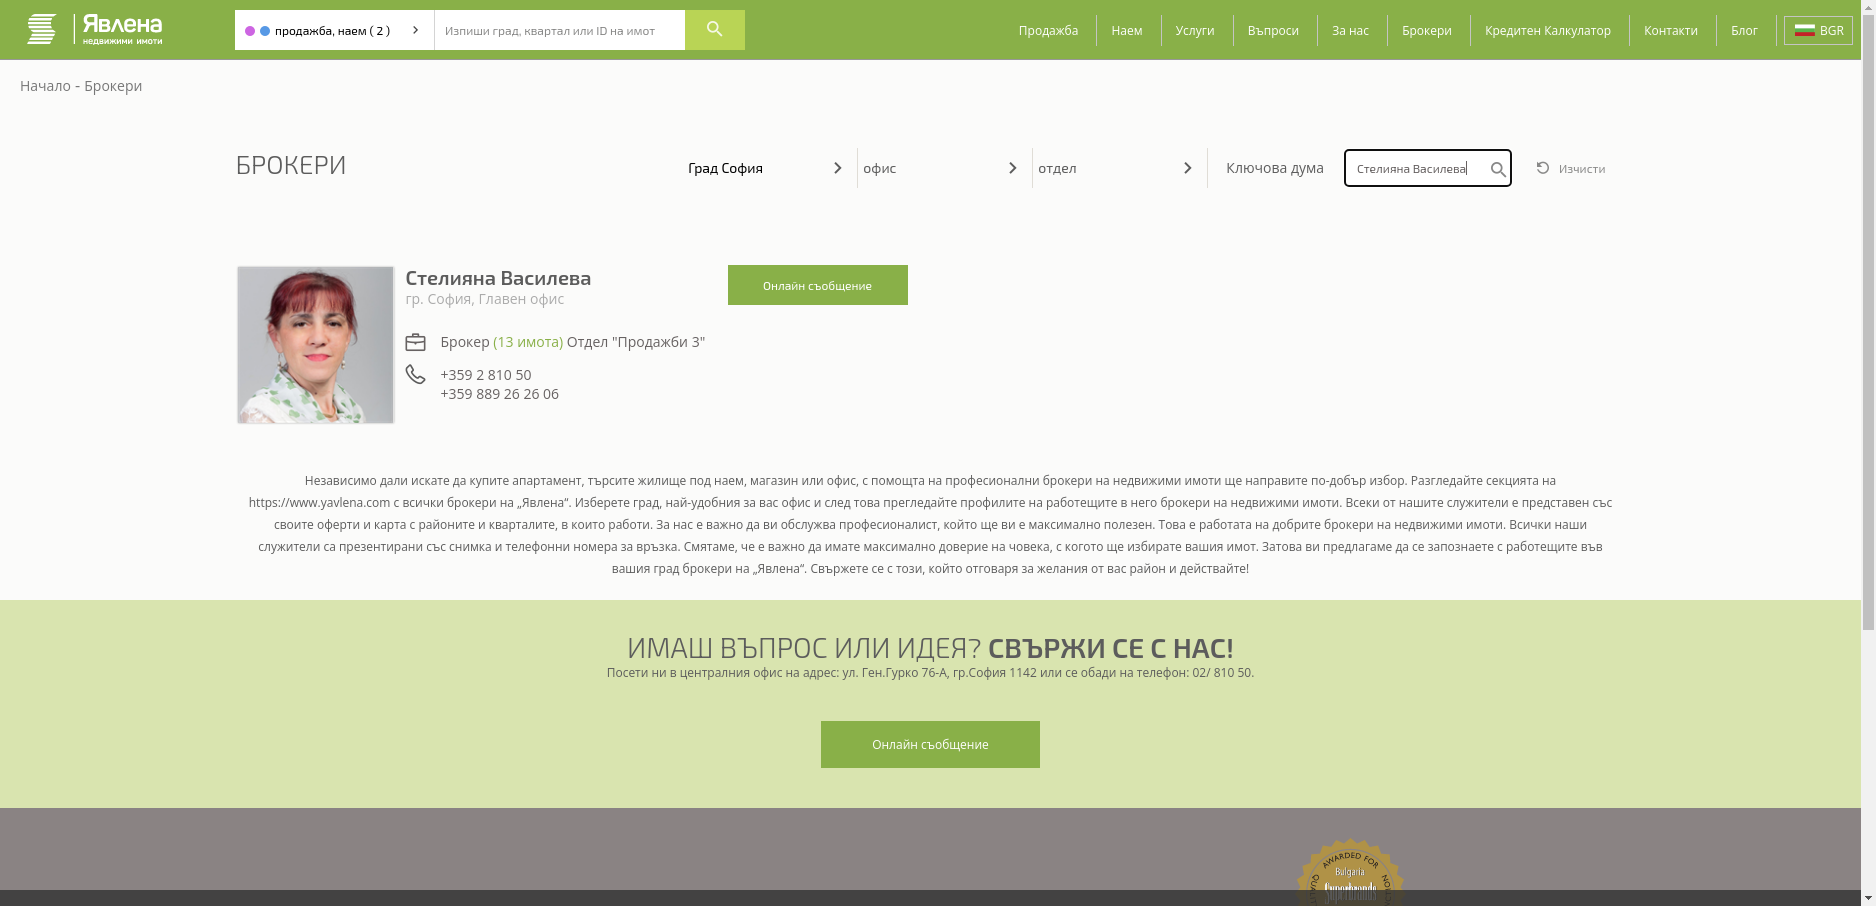 Явлена
недвижими имоти
продажба, наем ( 2 )
Изпиши град, квартал или ID на имот
Продажба
Наем
Услуги
Въпроси
За нас
Брокери
Кредитен Калкулатор
Контакти
Блог
BGR
Начало - Брокери
БРОКЕРИ
Град София
офис
отдел
Ключова дума
Стелияна Василева
Изчисти
Стелияна Василева
гр. София, Главен офис
Онлайн съобщение
Брокер (13 имота) Отдел "Продажби 3"
+359 2 810 50
+359 889 26 26 06
Независимо дали искате да купите апартамент, търсите жилище под наем, магазин или офис, с помощта на професионални брокери на недвижими имоти ще направите по-добър избор. Разгледайте секцията на
https://www.yavlena.com с всички брокери на „Явлена“. Изберете град, най-удобния за вас офис и след това прегледайте профилите на работещите в него брокери на недвижими имоти. Всеки от нашите служители е представен със
своите оферти и карта с районите и кварталите, в които работи. За нас е важно да ви обслужва професионалист, който ще ви е максимално полезен. Това е работата на добрите брокери на недвижими имоти. Всички наши
служители са презентирани със снимка и телефонни номера за връзка. Смятаме, че е важно да имате максимално доверие на човека, с когото ще избирате вашия имот. Затова ви предлагаме да се запознаете с работещите във
вашия град брокери на „Явлена“. Свържете се с този, който отговаря за желания от вас район и действайте!
ИМАШ ВЪПРОС ИЛИ ИДЕЯ? СВЪРЖИ СЕ С НАС!
Посети ни в централния офис на адрес: ул. Ген.Гурко 76-А, гр.София 1142 или се обади на телефон: 02/ 810 50.
Онлайн съобщение
AWARDED FOR
Bulgaria